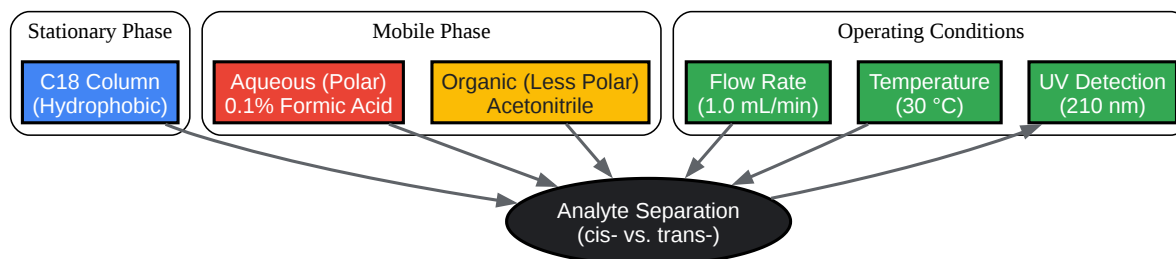 Stationary Phase
Mobile Phase
Operating Conditions
C18 Column
(Hydrophobic)
Aqueous (Polar)
0.1% Formic Acid
Organic (Less Polar)
Acetonitrile
Flow Rate
(1.0 mL/min)
Temperature
(30 °C)
UV Detection
(210 nm)
Analyte Separation
(cis- vs. trans-)